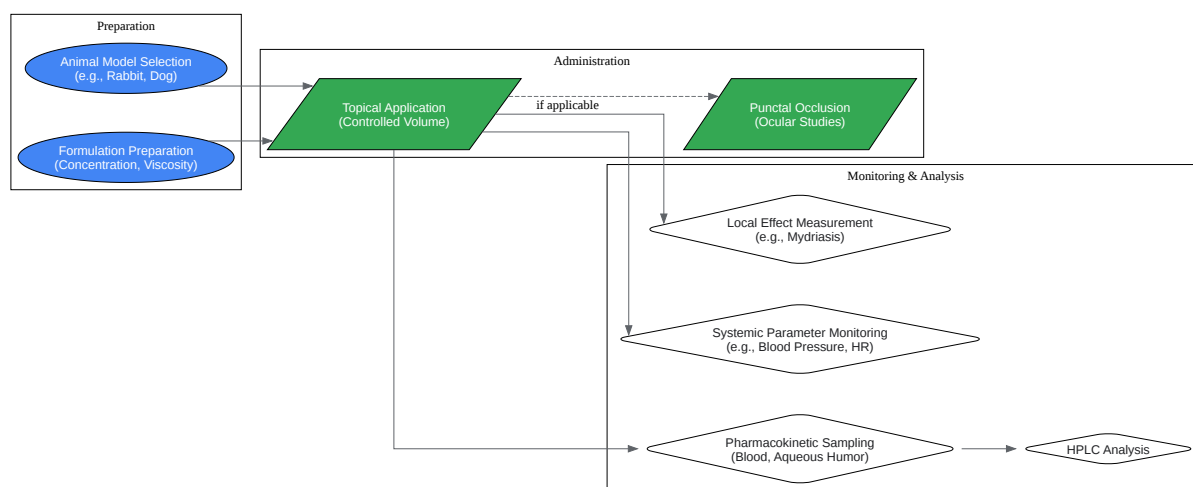 Preparation
Animal Model Selection
(e.g., Rabbit, Dog)
Formulation Preparation
(Concentration, Viscosity)
Administration
Topical Application
(Controlled Volume)
if applicable
Punctal Occlusion
(Ocular Studies)
Monitoring & Analysis
Local Effect Measurement
(e.g., Mydriasis)
Systemic Parameter Monitoring
(e.g., Blood Pressure, HR)
Pharmacokinetic Sampling
(Blood, Aqueous Humor)
HPLC Analysis